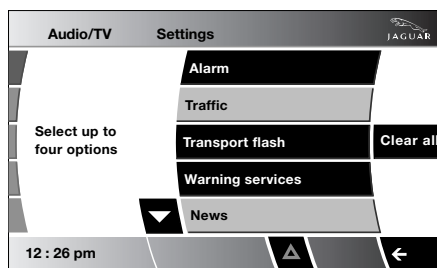 Audio/TV Settings JAGUAR
Alarm
Traffic
Select up to
four options
Transport flash
Clear all
Warning services
News
12 : 26 pm